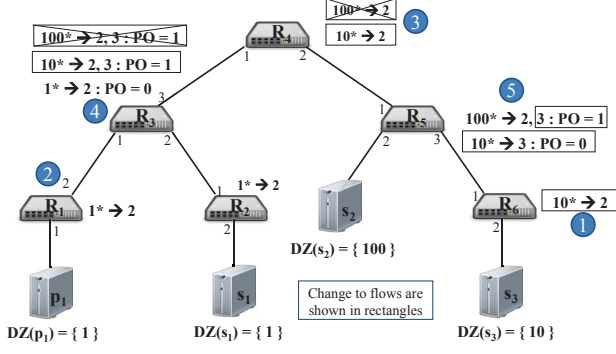 100* → 2
3
R4
10* → 2
1
2
100* → 2, 3 : PO = 1
10* → 2, 3 : PO = 1
1* → 2 : PO = 0
3
4
R3
1
2
5
1
R5
2
3
100* → 2, 3 : PO = 1
10* → 3 : PO = 0
2
2
R1
1* → 2
1
1
1* → 2
R2
2
s2
DZ(s2) = { 100 }
1
R6
2
10* → 2
1
p1
DZ(p1) = { 1 }
s1
DZ(s1) = { 1 }
Change to flows are
shown in rectangles
s3
DZ(s3) = { 10 }